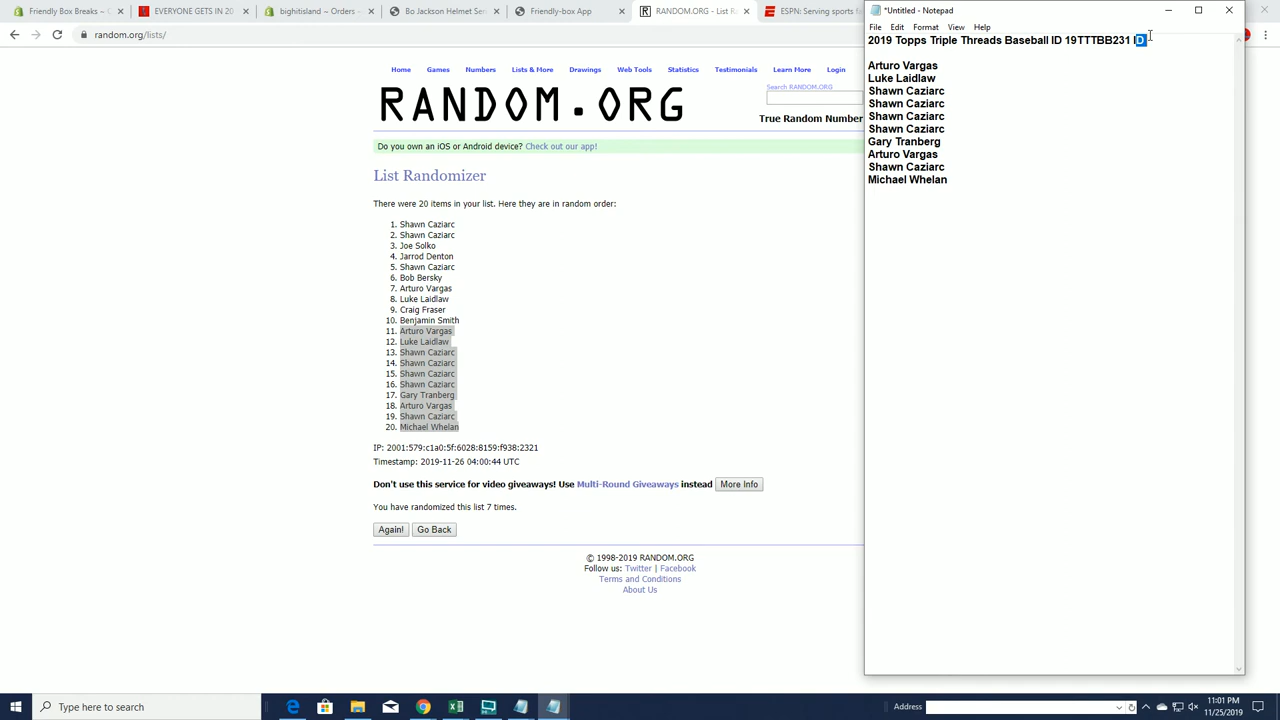 Friendly Box Breaks –
EVERYONE GETS IN 20
bighitisland ~ Orders ·
Bo Jackson Helmet Ser
Friendly-box App
RANDOM.ORG - List Ra
ESPN: Serving sports f
random.org/lists/
Home Games Numbers Lists & More Drawings Web Tools Statistics Testimonials Learn More Login
Search RANDOM.ORG
RANDOM.ORG
True Random Number
Do you own an iOS or Android device? Check out our app!
List Randomizer
There were 20 items in your list. Here they are in random order:
1. Shawn Caziarc
2. Shawn Caziarc
3. Joe Solko
4. Jarrod Denton
5. Shawn Caziarc
6. Bob Bersky
7. Arturo Vargas
8. Luke Laidlaw
9. Craig Fraser
10. Benjamin Smith
11. Arturo Vargas
12. Luke Laidlaw
13. Shawn Caziarc
14. Shawn Caziarc
15. Shawn Caziarc
16. Shawn Caziarc
17. Gary Tranberg
18. Arturo Vargas
19. Shawn Caziarc
20. Michael Whelan
IP: 2001:579:c1a0:5f:6028:8159:f938:2321
Timestamp: 2019-11-26 04:00:44 UTC
Don't use this service for video giveaways! Use Multi-Round Giveaways instead More Info
You have randomized this list 7 times.
Again! Go Back
© 1998-2019 RANDOM.ORG
Follow us: Twitter | Facebook
Terms and Conditions
About Us
*Untitled - Notepad
File Edit Format View Help
2019 Topps Triple Threads Baseball ID 19TTTBB231 ID
Arturo Vargas
Luke Laidlaw
Shawn Caziarc
Shawn Caziarc
Shawn Caziarc
Shawn Caziarc
Gary Tranberg
Arturo Vargas
Shawn Caziarc
Michael Whelan
Type here to search
Address
11:01 PM
11/25/2019